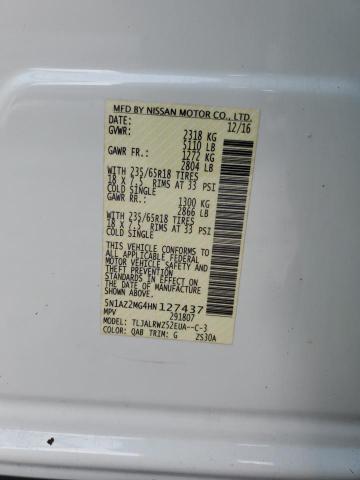 MFD BY NISSAN MOTOR CO., LTD.
DATE: 12/16
GVWR: 2318 KG
5110 LB
GAWR FR.: 1272 KG
2804 LB
WITH 235/65R18 TIRES
18 X 7.5 RIMS AT 33 PSI
COLD SINGLE
GAWR RR.: 1300 KG
2866 LB
WITH 235/65R18 TIRES
18 X 7.5 RIMS AT 33 PSI
COLD SINGLE
THIS VEHICLE CONFORMS TO
ALL APPLICABLE FEDERAL
MOTOR VEHICLE SAFETY AND
THEFT PREVENTION
STANDARDS IN EFFECT ON
THE DATE OF MANUFACTURE
SHOWN ABOVE.
5N1AZ2MG4HN127437
MPV 291807
MODEL: TLJALRWZ52EUA--C-3
COLOR: QAB TRIM: G ZS30A